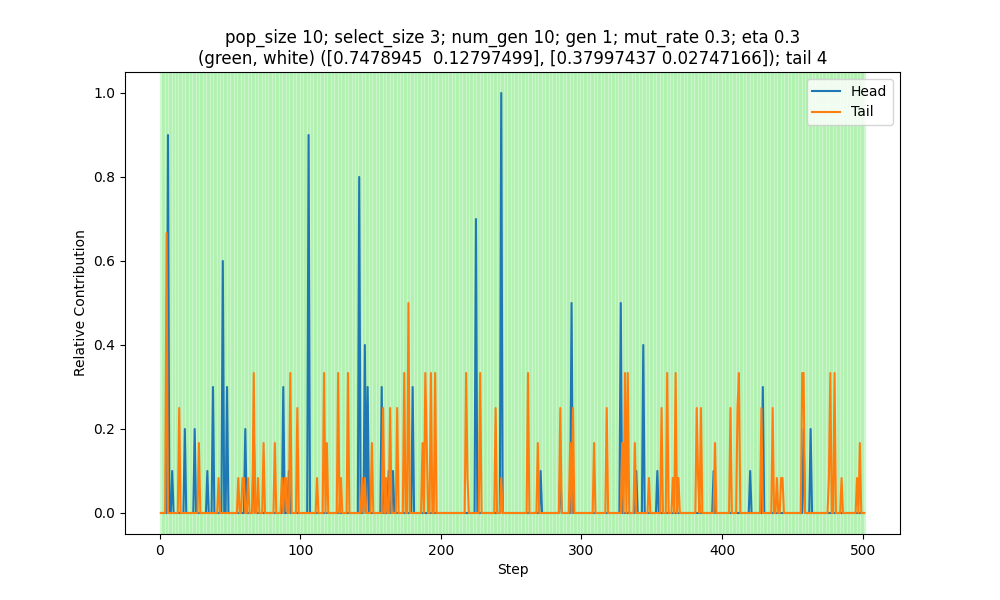 pop_size 10; select_size 3; num_gen 10; gen 1; mut_rate 0.3; eta 0.3
(green, white) ([0.7478945  0.12797499], [0.37997437 0.02747166]); tail 4
Head
Tail
1.0
0.8
0.6
0.4
0.2
0.0
Relative Contribution
0
100
200
300
400
500
Step